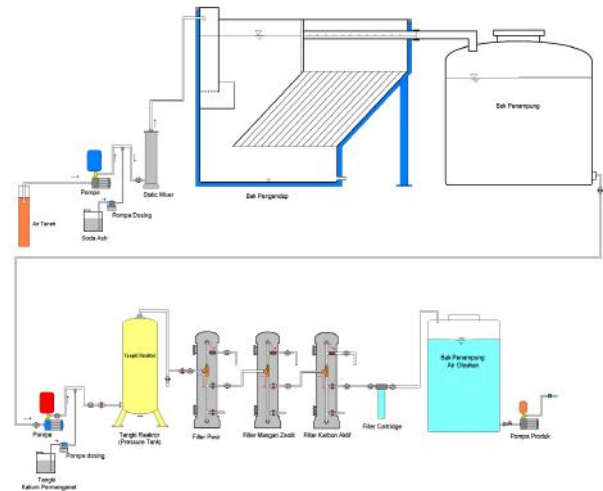 Bak Penampung
Pompa
Static Mixer
Bak Pengendap
Air Tanah
Pompa Dosing
Soda Ash
Tangki Reaktor
Bak Penampung
Air Olahan
Pompa
Tangki Reaktor
(Pressure Tank)
Filter Pasir
Filter Mangan Zeolit
Filter Karbon Aktif
Filter Cartridge
Pompa Produk
Pompa dosing
Tangki
Kalium Permanganat